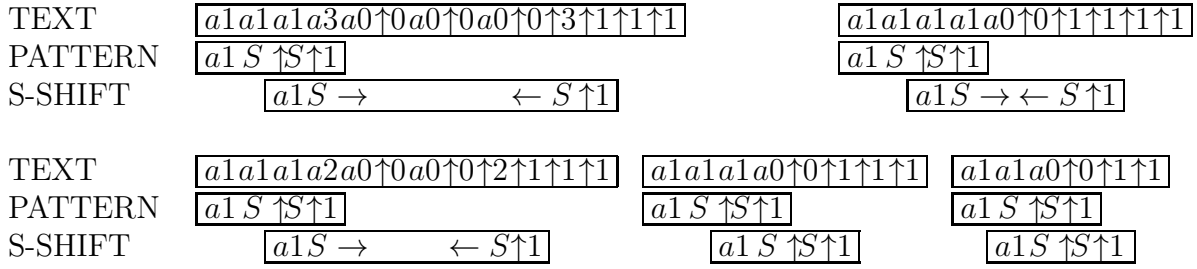 TEXT a1a1a1a3a0↑0a0↑0a0↑0↑3↑1↑1↑1 a1a1a1a1a0↑0↑1↑1↑1↑1
PATTERN a1 S ↑S↑1 a1 S ↑S↑1
S-SHIFT a1S → ← S ↑1 a1S → ← S ↑1
TEXT a1a1a1a2a0↑0a0↑0↑2↑1↑1↑1 a1a1a1a0↑0↑1↑1↑1 a1a1a0↑0↑1↑1
PATTERN a1 S ↑S↑1 a1 S ↑S↑1 a1 S ↑S↑1
S-SHIFT a1S → ← S↑1 a1 S ↑S↑1 a1S ↑S↑1